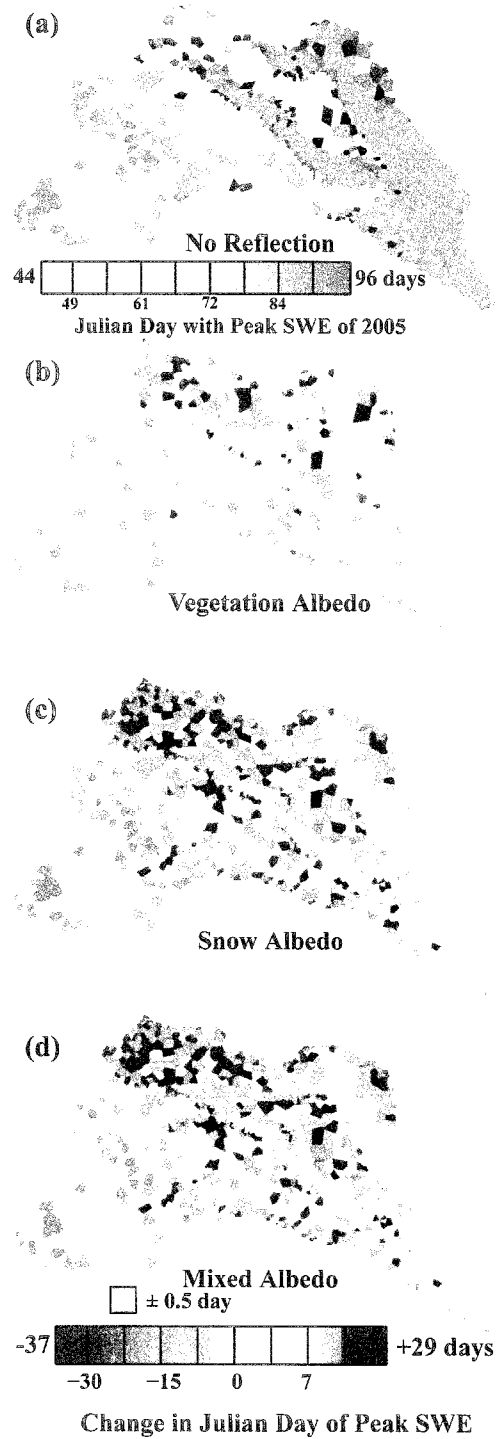 (a)
No Reflection
44 96 days
49 61 72 84
Julian Day with Peak SWE of 2005
(b)
Vegetation Albedo
(c)
Snow Albedo
(d)
Mixed Albedo
± 0.5 day
-37 +29 days
−30 −15 0 7
Change in Julian Day of Peak SWE